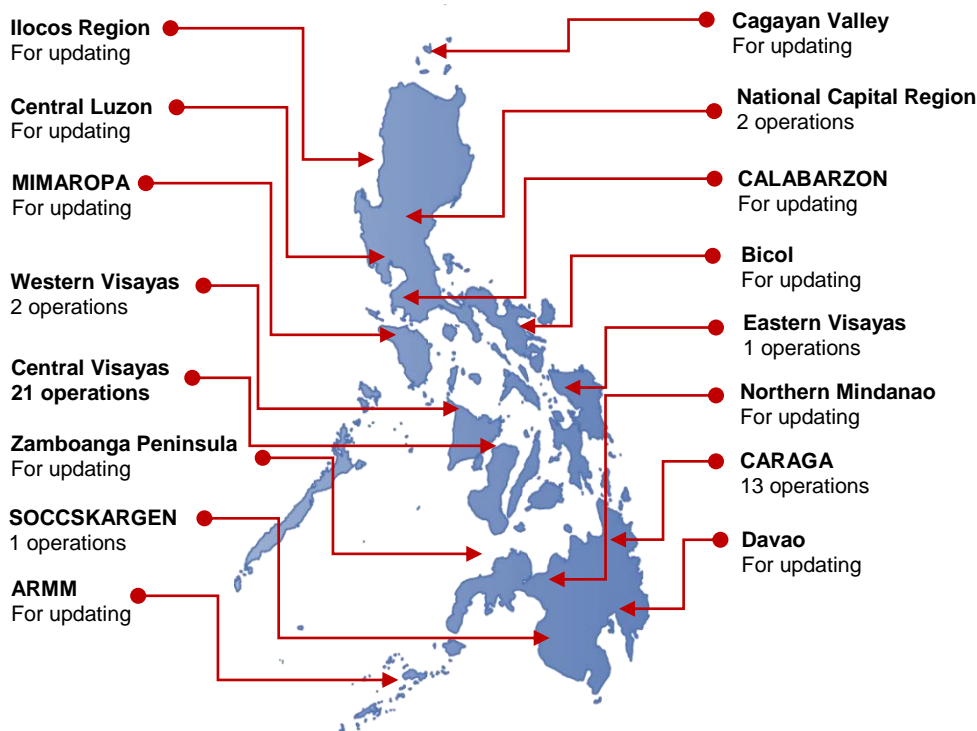 Ilocos Region
For updating
Central Luzon
For updating
MIMAROPA
For updating
Western Visayas
2 operations
Central Visayas
21 operations
Zamboanga Peninsula
For updating
SOCCSKARGEN
1 operations
ARMM
For updating
Cagayan Valley
For updating
National Capital Region
2 operations
CALABARZON
For updating
Bicol
For updating
Eastern Visayas
1 operations
Northern Mindanao
For updating
CARAGA
13 operations
Davao
For updating